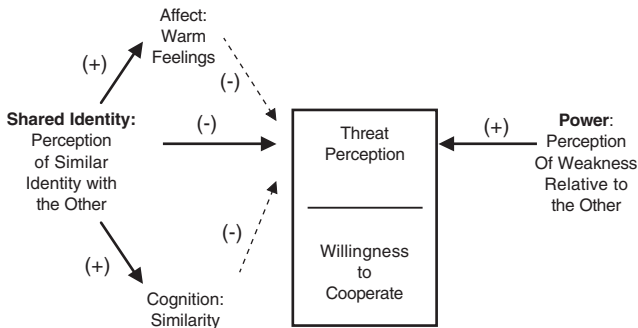 Affect:
Warm
Feelings
(+)
(-)
Shared Identity:
Perception
of Similar
Identity with
the Other
(-)
Threat
Perception
(+)
Power:
Perception
Of Weakness
Relative to
the Other
(+)
(-)
Willingness
to
Cooperate
Cognition:
Similarity